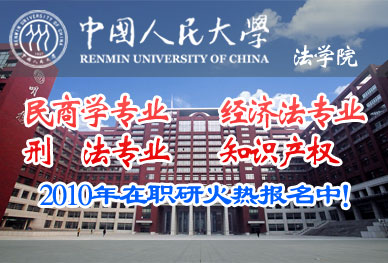 中国人民大学
RENMIN UNIVERSITY OF CHINA 法学院
民商学专业 经济法专业
刑 法专业 知识产权
2010年在职研火热报名中!